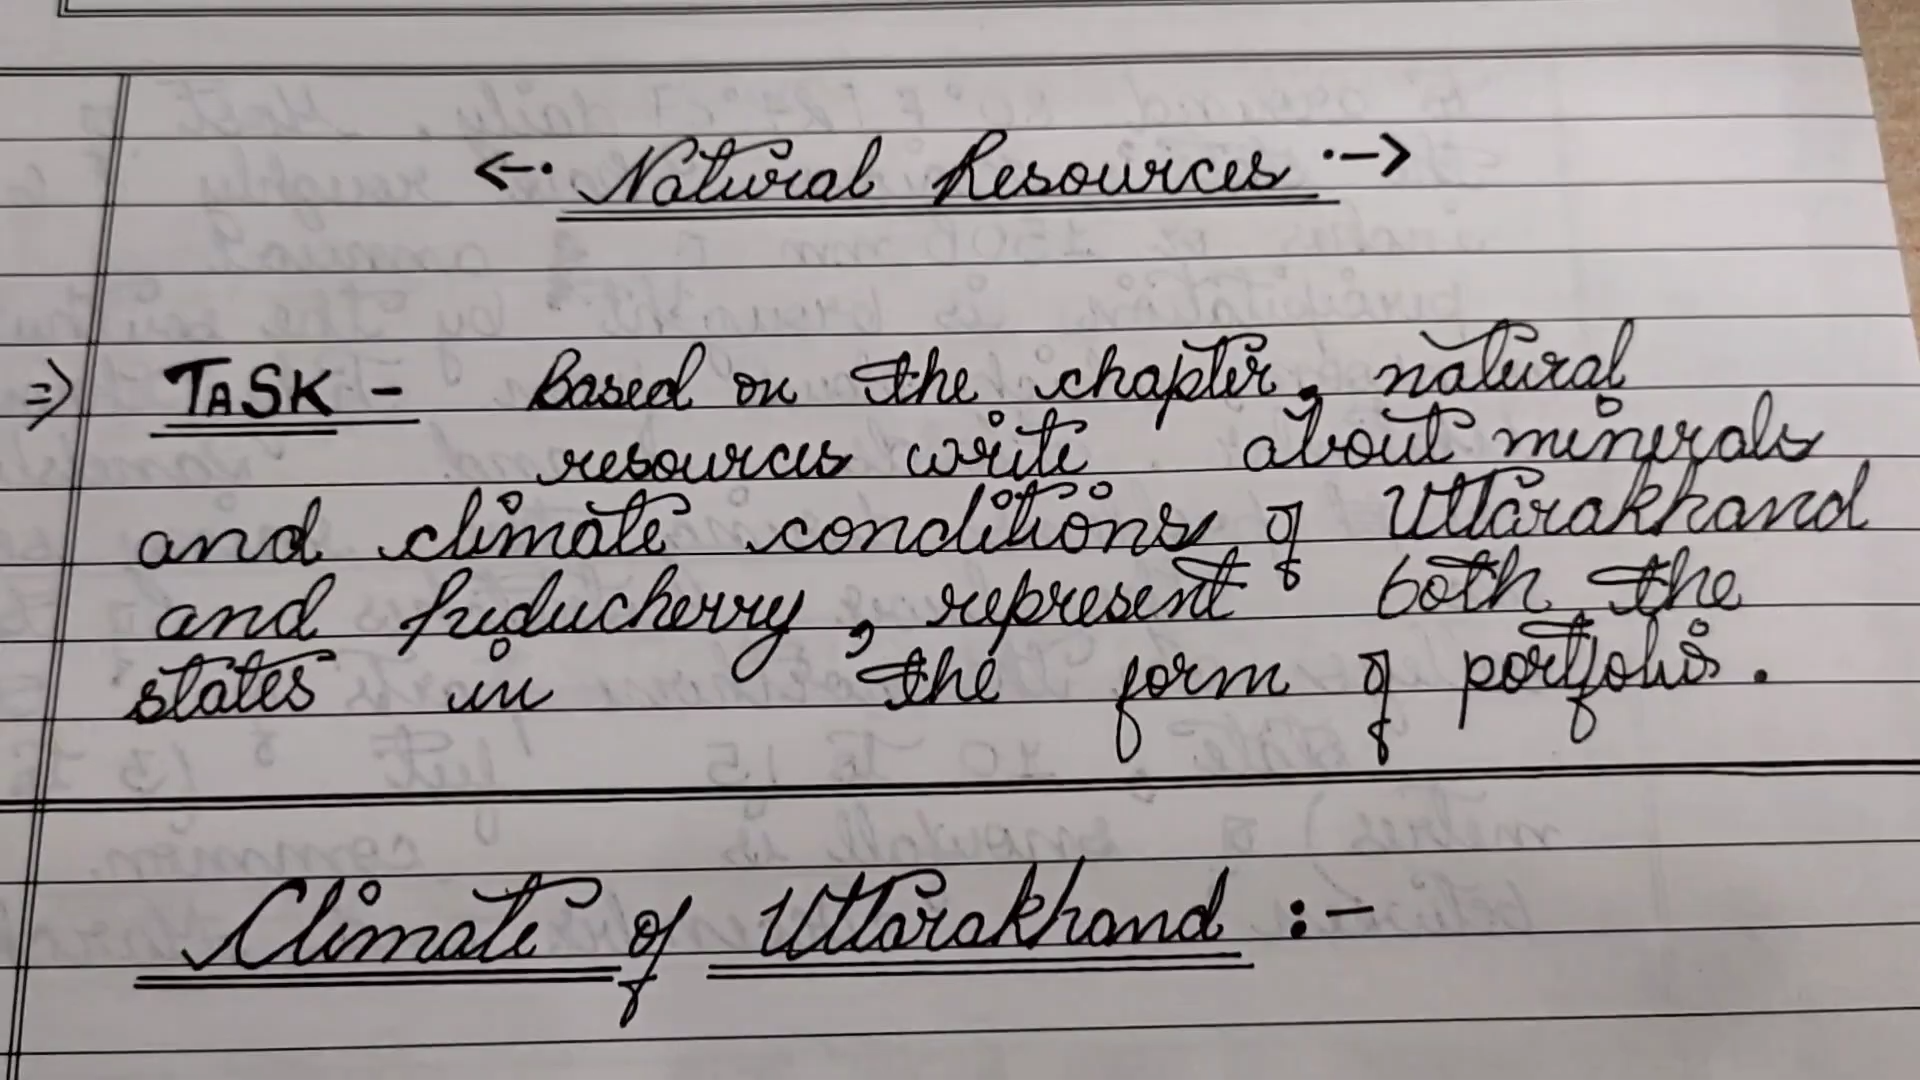 <-· Natural Resources ·->
=> TASK - Based on the chapter, natural
resources write about minerals
and climate conditions of Uttarakhand
and puducherry, represent both the
states in the form of portfolio.
Climate of Uttarakhand :-